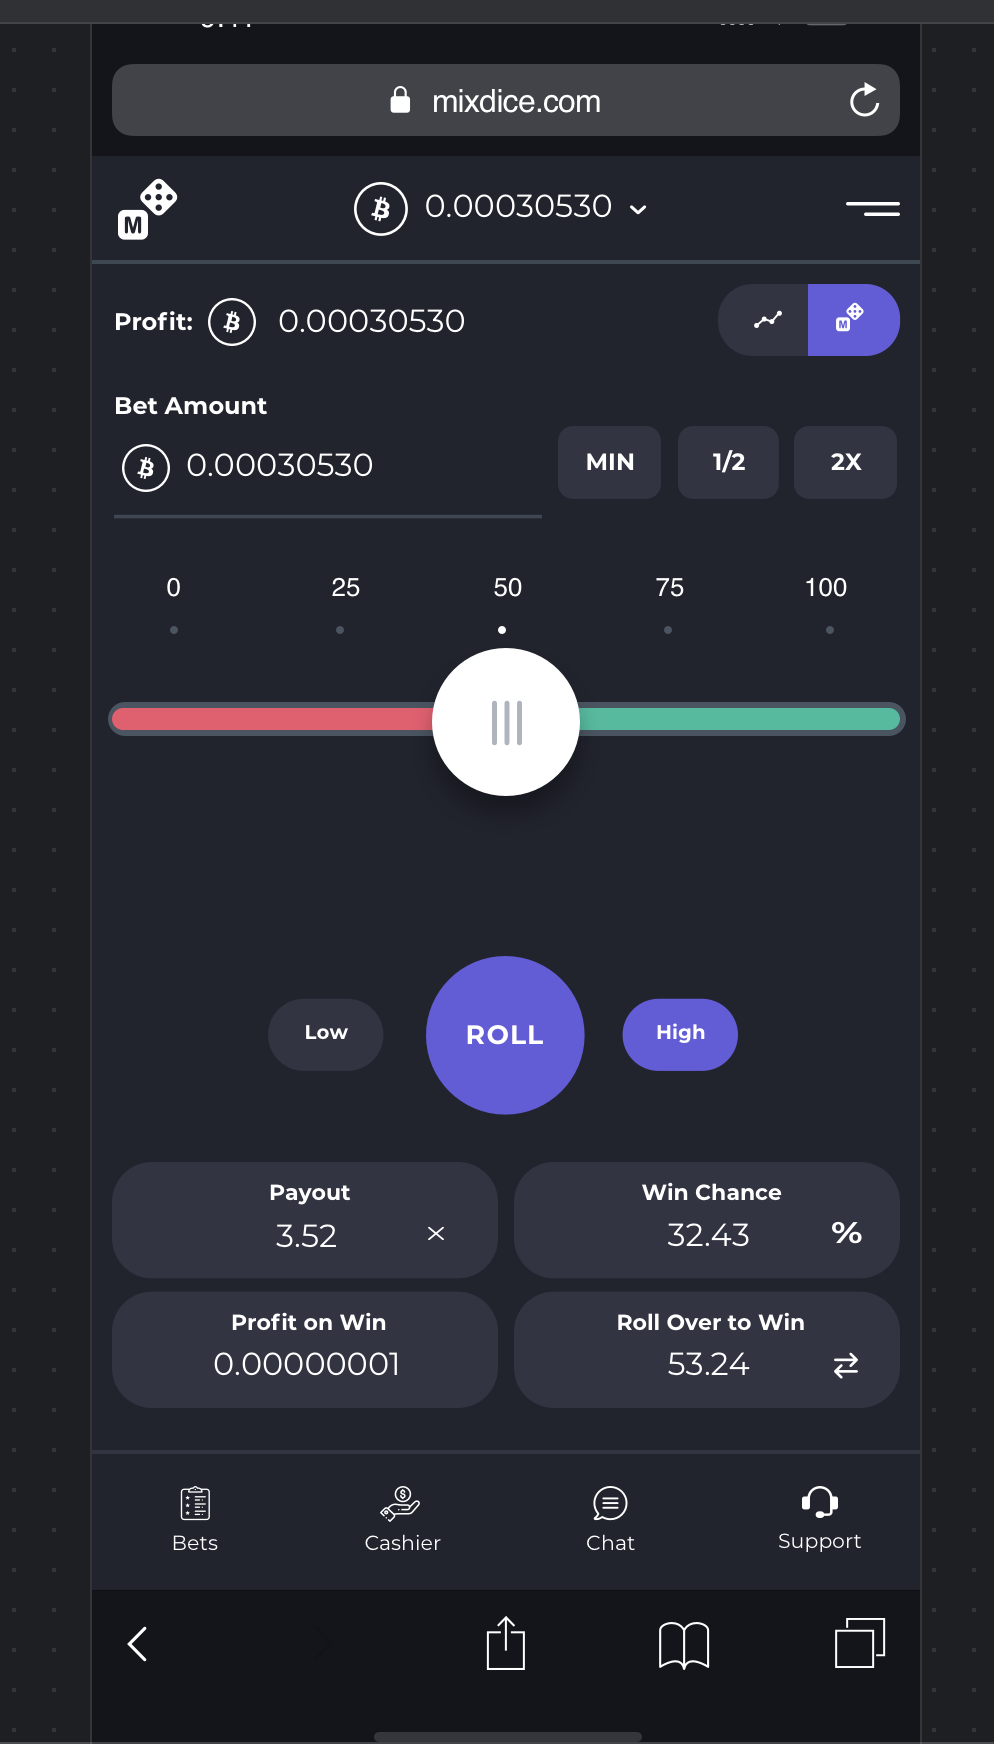 mixdice.com
M
0.00030530
Profit: 0.00030530
M
Bet Amount
0.00030530
MIN 1/2 2X
0 25 50 75 100
Low ROLL High
Payout
3.52 ×
Win Chance
32.43 %
Profit on Win
0.00000001
Roll Over to Win
53.24
Bets Cashier Chat Support